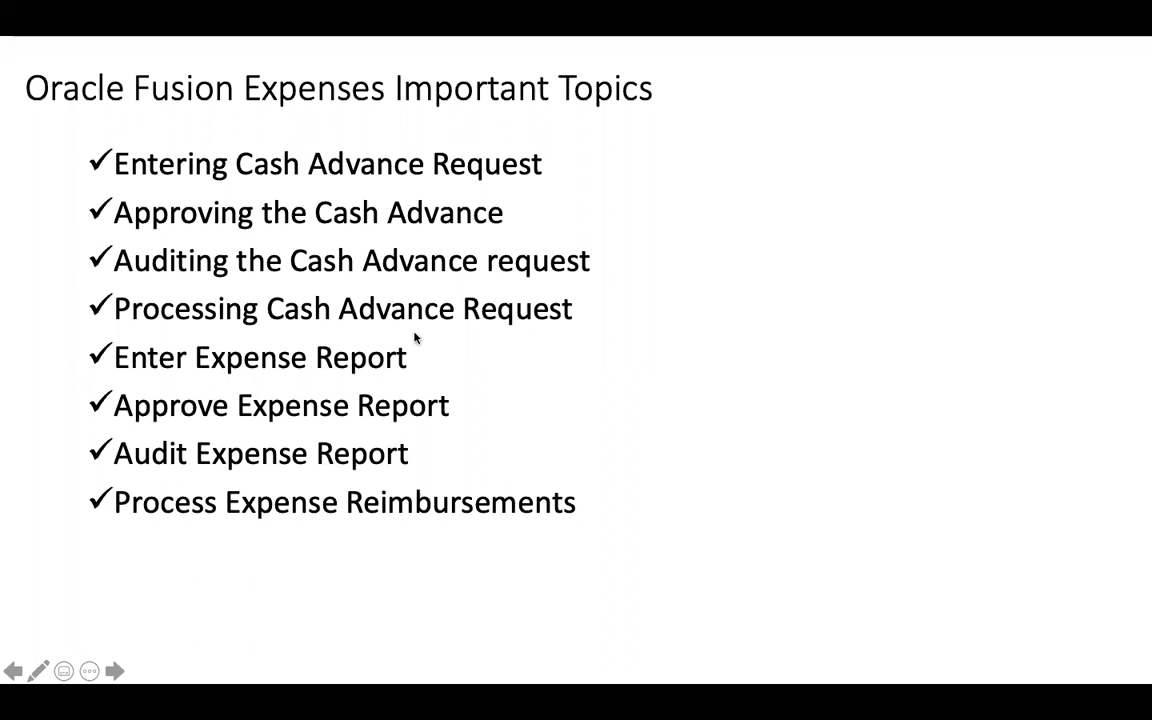 Oracle Fusion Expenses Important Topics
✓Entering Cash Advance Request
✓Approving the Cash Advance
✓Auditing the Cash Advance request
✓Processing Cash Advance Request
✓Enter Expense Report
✓Approve Expense Report
✓Audit Expense Report
✓Process Expense Reimbursements